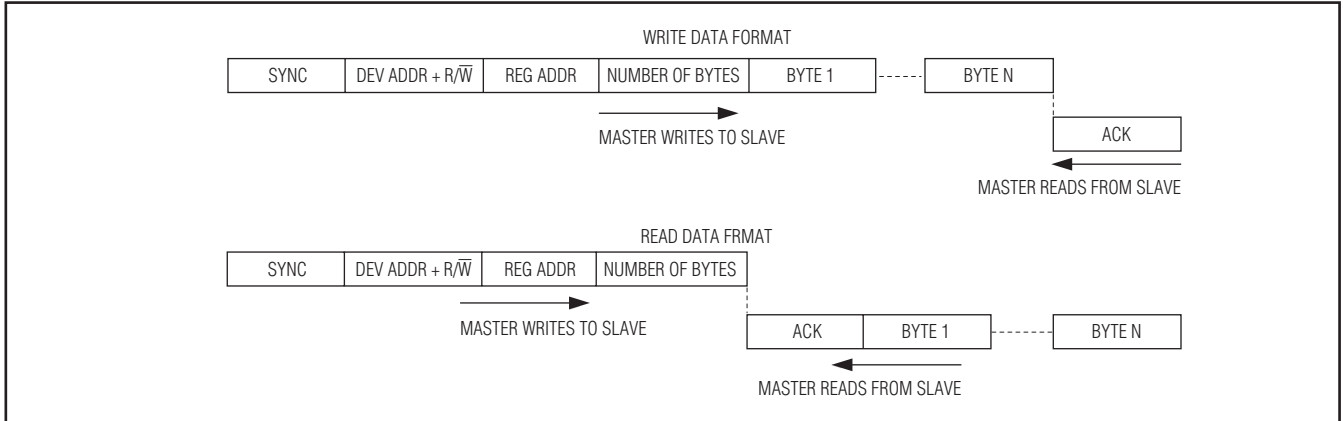 WRITE DATA FORMAT
SYNC DEV ADDR + R/W̅ REG ADDR NUMBER OF BYTES BYTE 1 BYTE N
MASTER WRITES TO SLAVE
ACK
MASTER READS FROM SLAVE
READ DATA FRMAT
SYNC DEV ADDR + R/W̅ REG ADDR NUMBER OF BYTES
MASTER WRITES TO SLAVE
ACK BYTE 1 BYTE N
MASTER READS FROM SLAVE